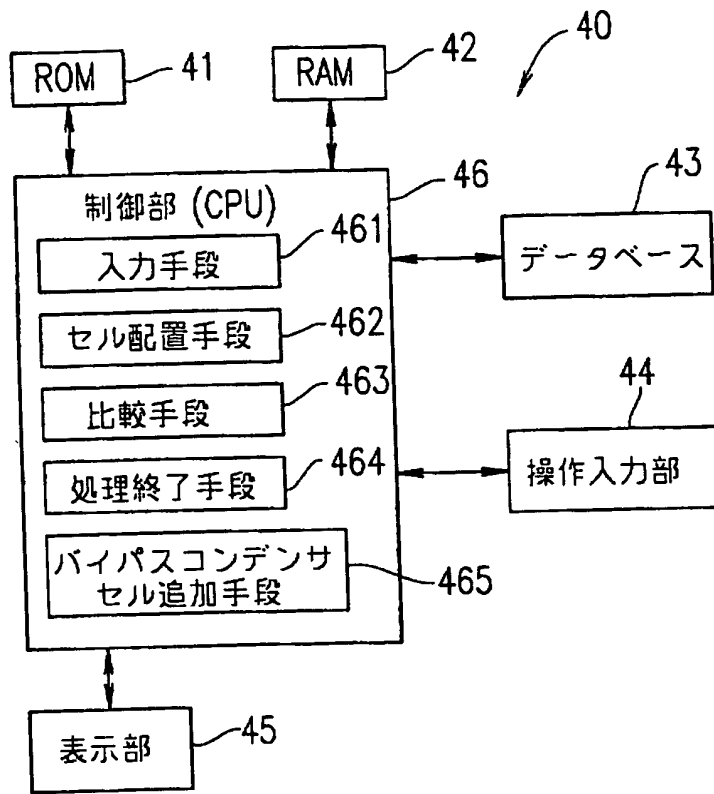 40
ROM
41
RAM
42
46
制御部 (CPU)
461
入力手段
462
セル配置手段
463
比較手段
464
処理終了手段
バイパスコンデンサ
セル追加手段
465
43
データベース
44
操作入力部
表示部
45